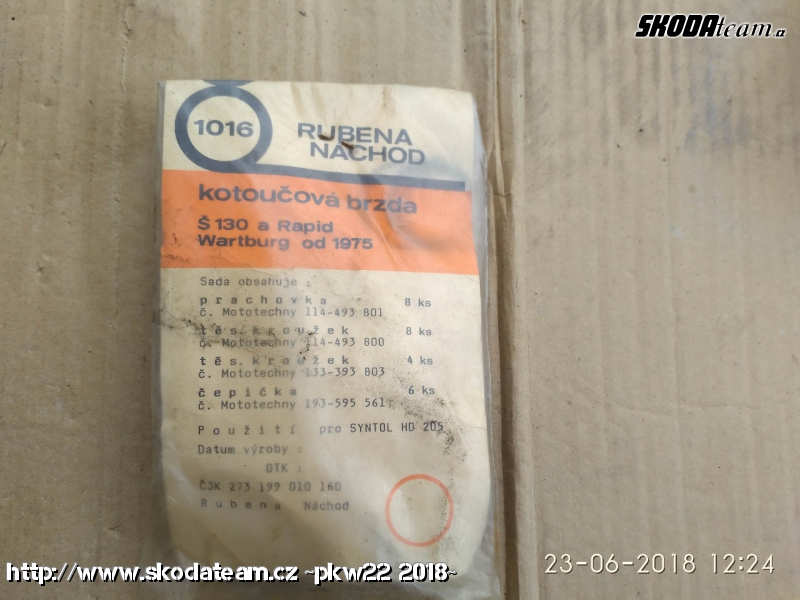 SKODAteam.cz
1016
RUBENA
NÁCHOD
kotoučová brzda
Š 130 a Rapid
Wartburg od 1975
Sada obsahuje :
prachovka 8 ks
č. Mototechny 114-493 801
těs. kroužek 8 ks
č. Mototechny 114-493 800
těs. kroužek 4 ks
č. Mototechny 133-393 803
čepička 6 ks
č. Mototechny 193-595 561
Použití pro SYNTOL HD 205
Datum výroby :
OTK :
ČJK 273 199 010 160
Rubena Náchod
http://www.skodateam.cz ~pkw22 2018~
23-06-2018 12:24